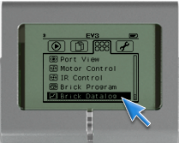 EV3
Port View
Motor Control
IR Control
Brick Program
Brick Datalog